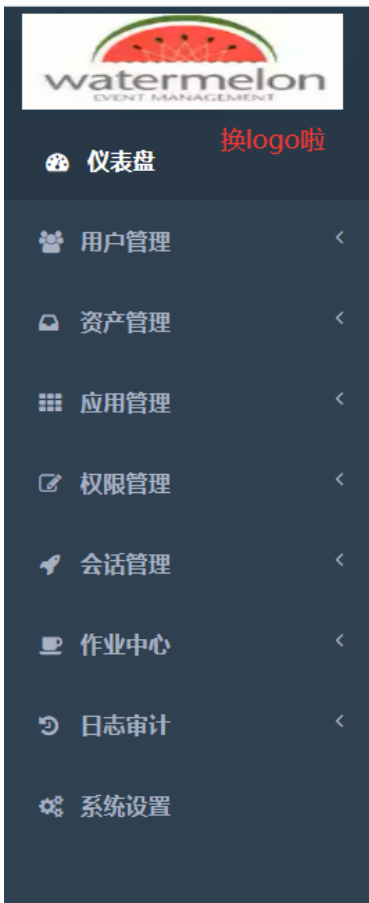 watermelon
EVENT MANAGEMENT
换logo啦
仪表盘
用户管理
资产管理
应用管理
权限管理
会话管理
作业中心
日志审计
系统设置